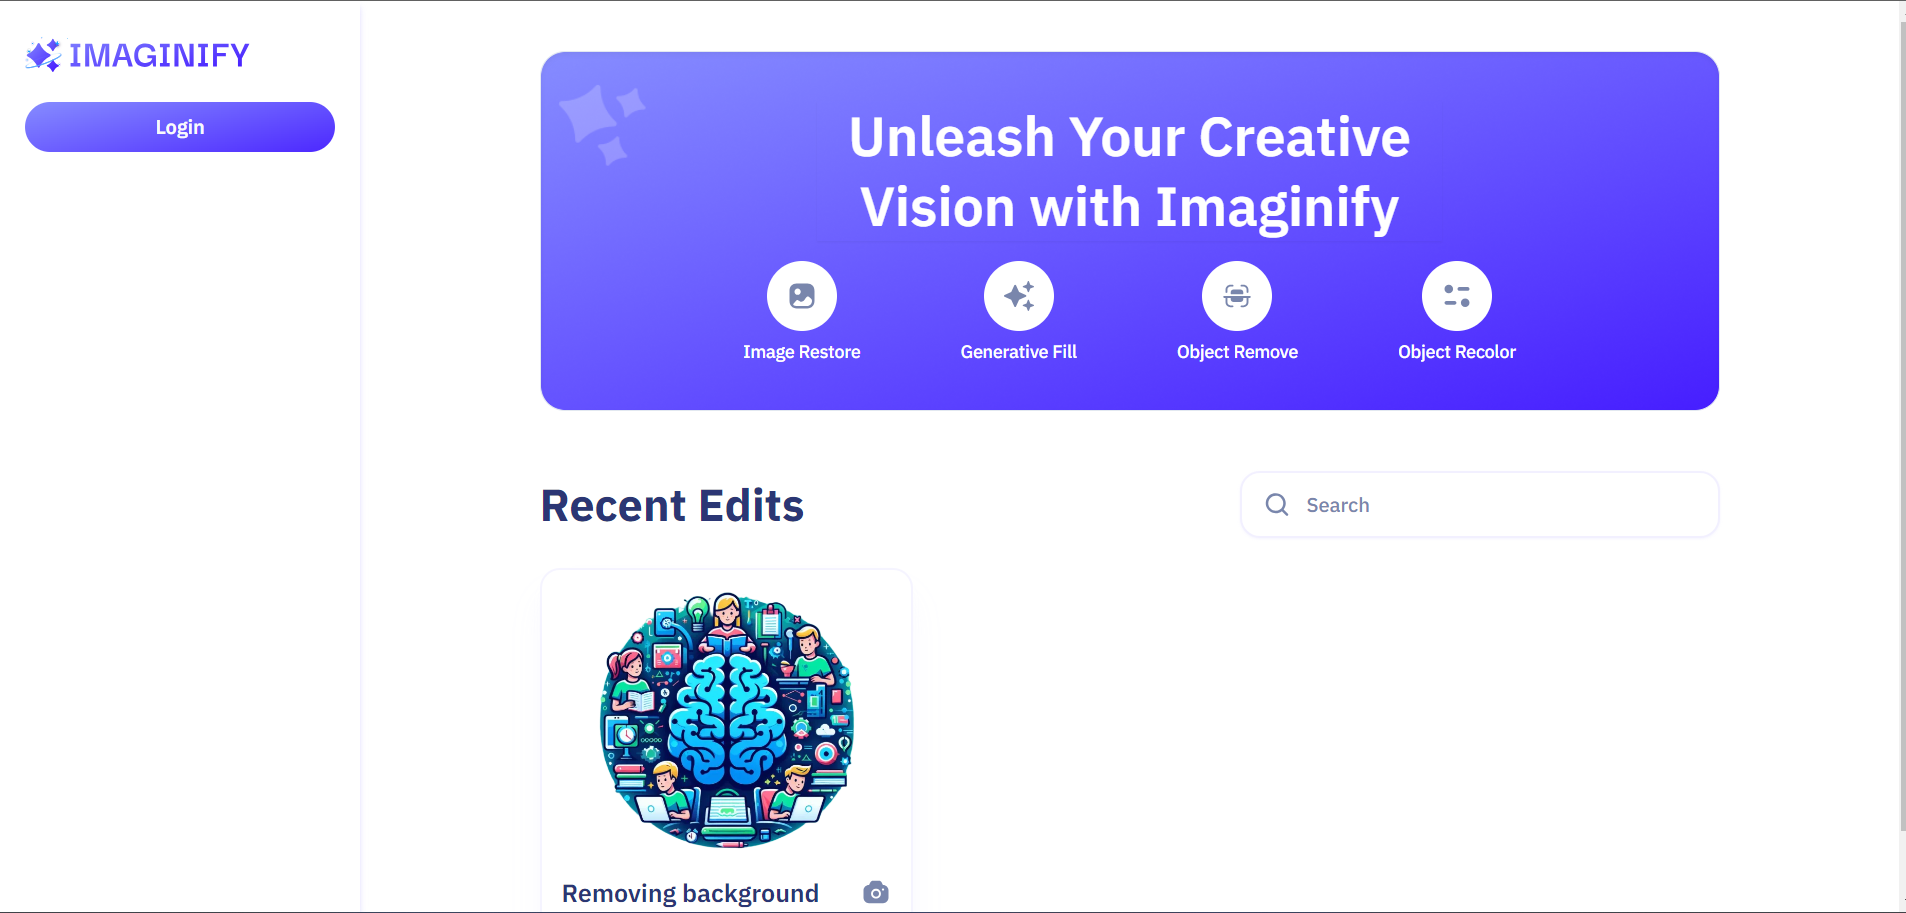 IMAGINIFY
Login
Unleash Your Creative
Vision with Imaginify
Image Restore
Generative Fill
Object Remove
Object Recolor
Recent Edits
Search
Removing background